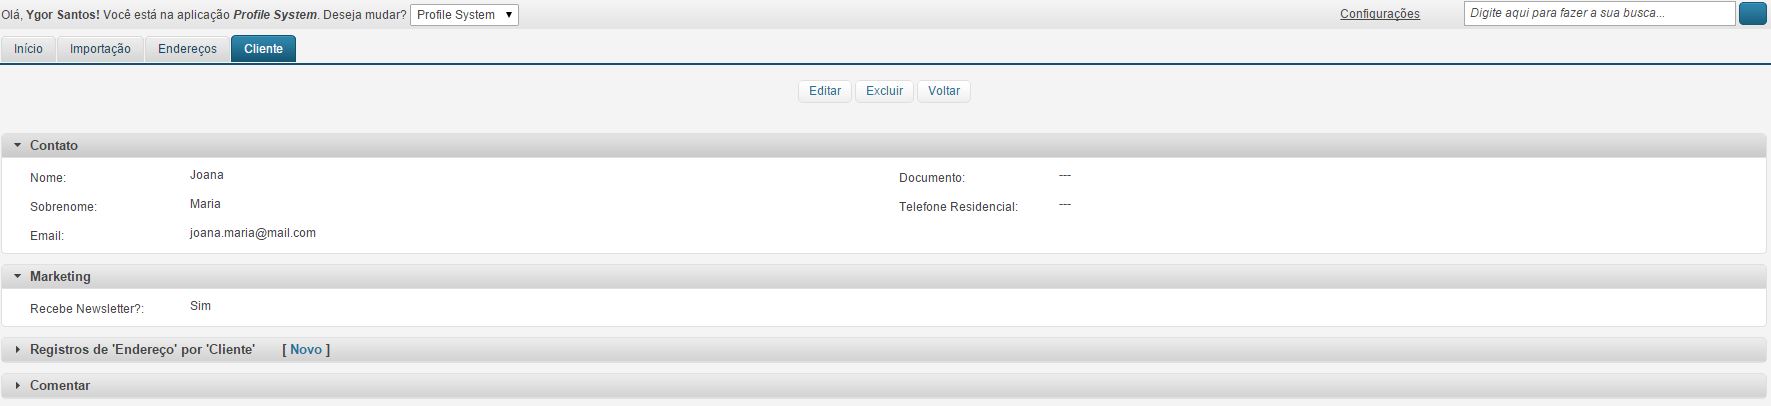 Olá, Ygor Santos! Você está na aplicação Profile System. Deseja mudar? Profile System Configurações Digite aqui para fazer a sua busca...
Início Importação Endereços Cliente
Editar Excluir Voltar
Contato
Nome: Joana Documento: ---
Sobrenome: Maria Telefone Residencial: ---
Email: joana.maria@mail.com
Marketing
Recebe Newsletter?: Sim
Registros de 'Endereço' por 'Cliente' [ Novo ]
Comentar